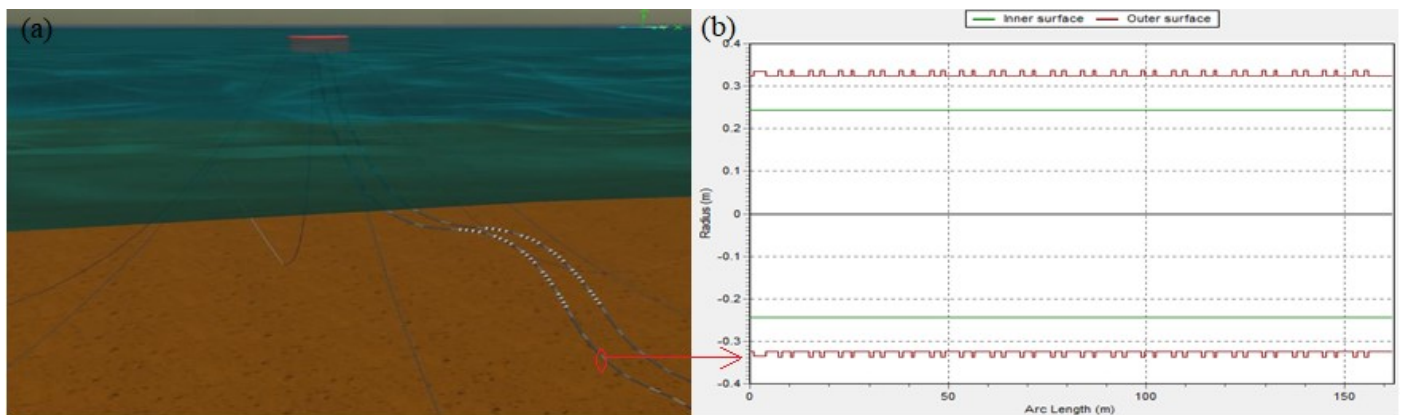 (a)
(b)
Inner surface Outer surface
0.4
0.3
0.2
0.1
0
-0.1
-0.2
-0.3
-0.4
Radius (m)
0 50 100 150
Arc Length (m)